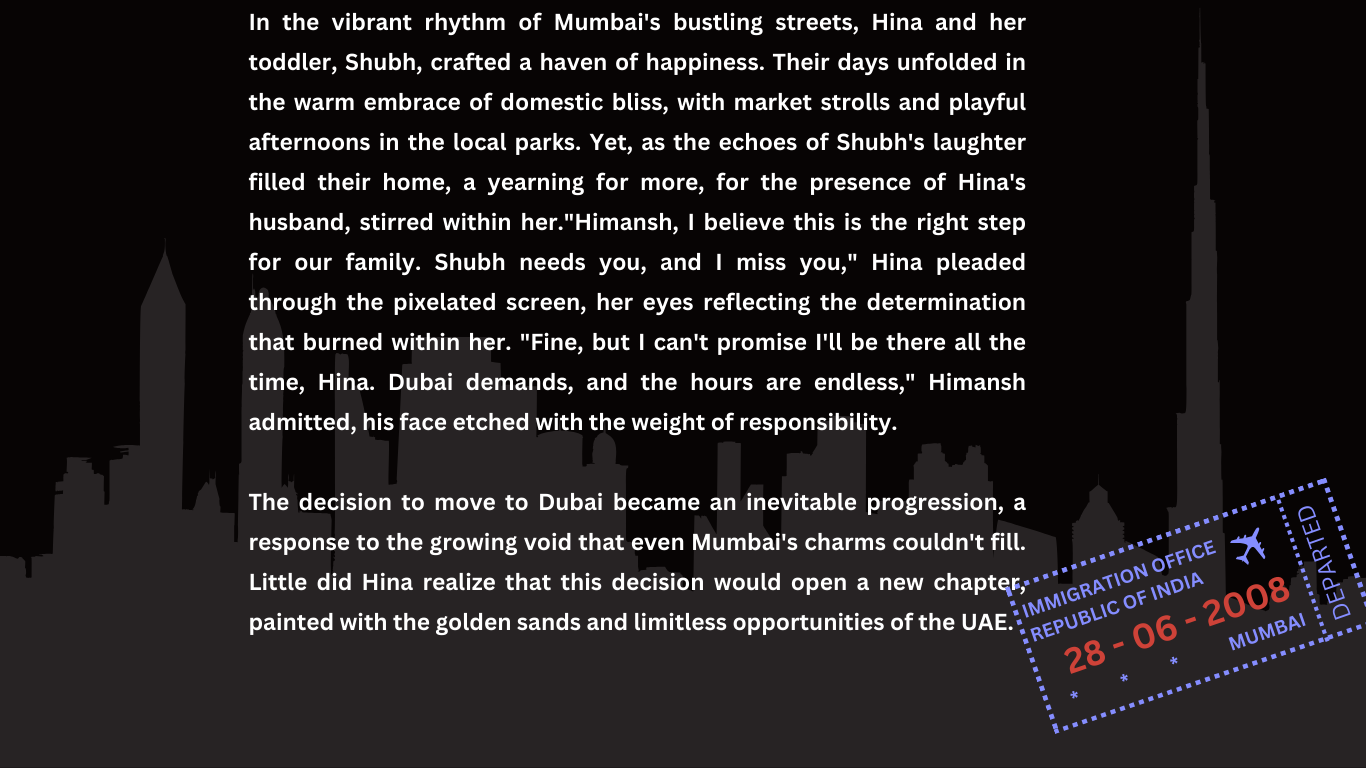 In the vibrant rhythm of Mumbai's bustling streets, Hina and her
toddler, Shubh, crafted a haven of happiness. Their days unfolded in
the warm embrace of domestic bliss, with market strolls and playful
afternoons in the local parks. Yet, as the echoes of Shubh's laughter
filled their home, a yearning for more, for the presence of Hina's
husband, stirred within her."Himansh, I believe this is the right step
for our family. Shubh needs you, and I miss you," Hina pleaded
through the pixelated screen, her eyes reflecting the determination
that burned within her. "Fine, but I can't promise I'll be there all the
time, Hina. Dubai demands, and the hours are endless," Himansh
admitted, his face etched with the weight of responsibility.
The decision to move to Dubai became an inevitable progression, a
response to the growing void that even Mumbai's charms couldn't fill.
Little did Hina realize that this decision would open a new chapter,
painted with the golden sands and limitless opportunities of the UAE.
IMMIGRATION OFFICE
REPUBLIC OF INDIA
28 - 06 - 2008
* * * MUMBAI
DEPARTED